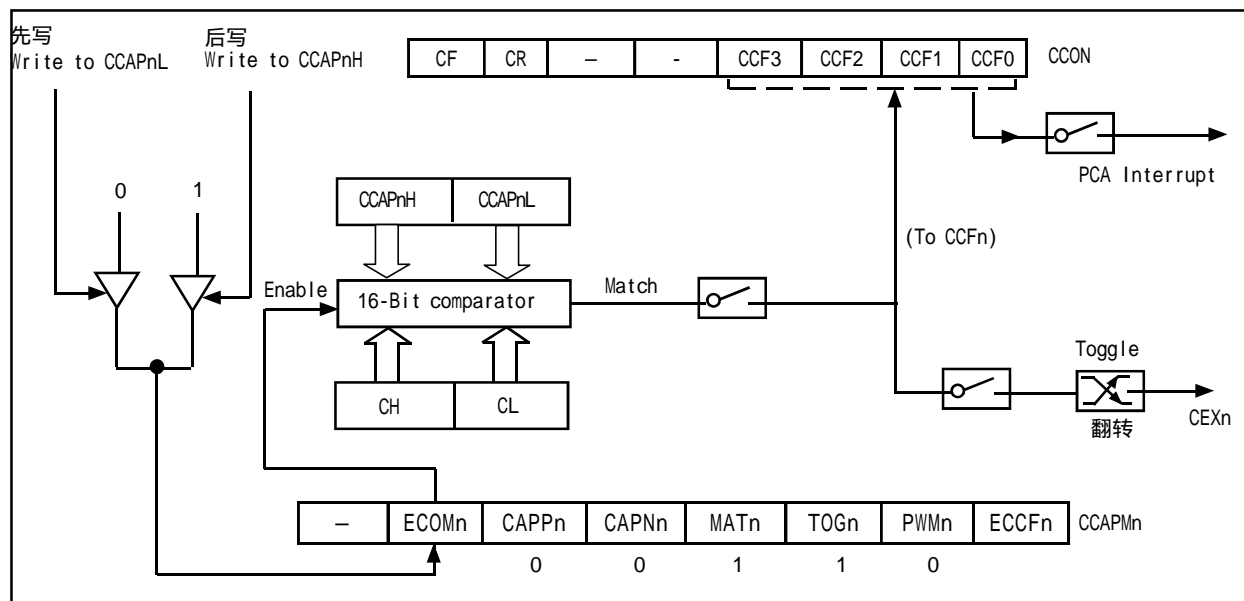 先写
Write to CCAPnL
后写
Write to CCAPnH
CF CR – - CCF3 CCF2 CCF1 CCF0 CCON
PCA Interrupt
0 1
CCAPnH CCAPnL
(To CCFn)
Enable
16-Bit comparator
Match
Toggle
CH CL
翻转
CEXn
– ECOMn CAPPn CAPNn MATn TOGn PWMn ECCFn CCAPMn
0 0 1 1 0